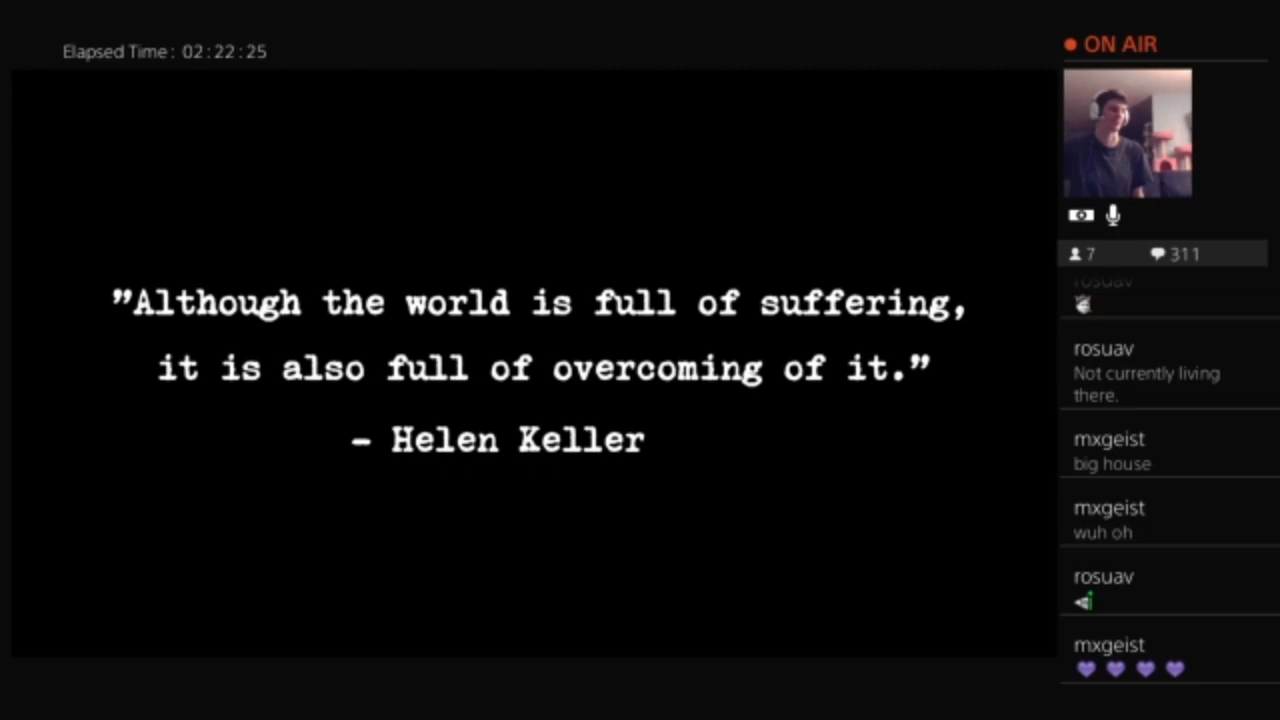 Elapsed Time: 02:22:25
ON AIR
7 311
rosuav
rosuav
Not currently living
there.
mxgeist
big house
mxgeist
wuh oh
rosuav
mxgeist
”Although the world is full of suffering,
it is also full of overcoming of it.”
– Helen Keller